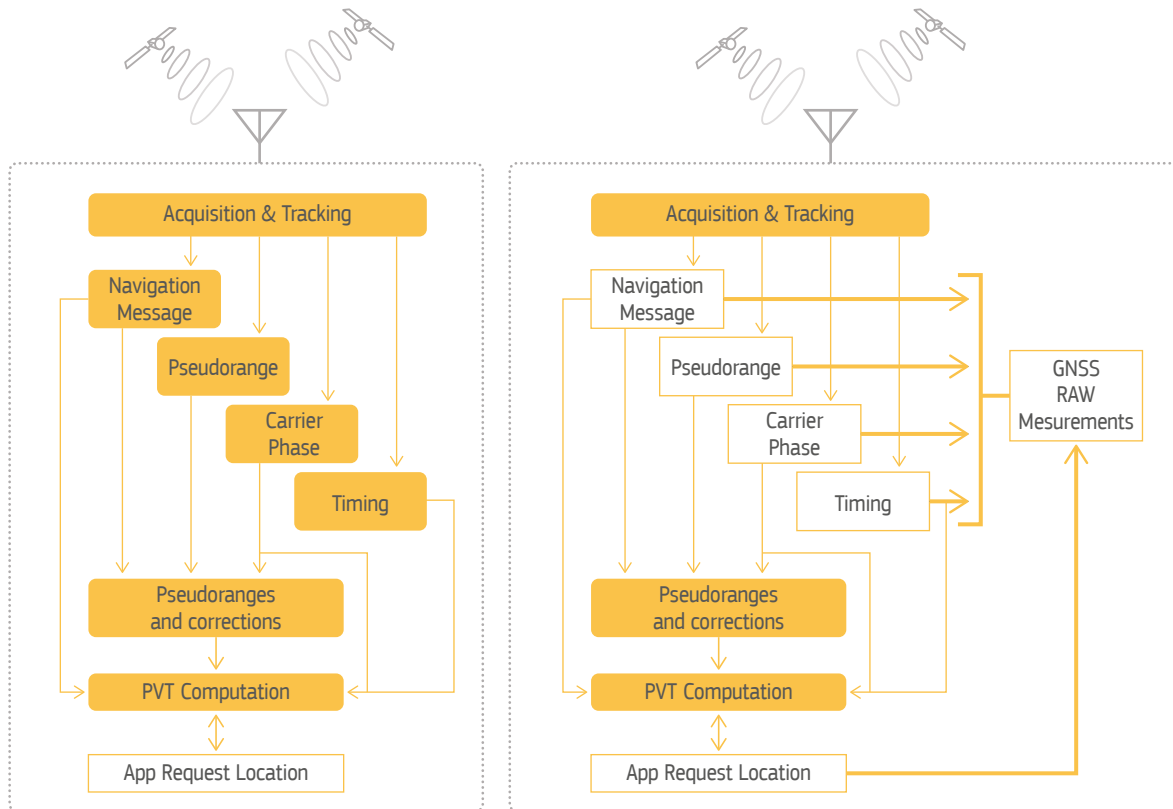 Acquisition & Tracking
Navigation
Message
Pseudorange
Carrier
Phase
Timing
Pseudoranges
and corrections
PVT Computation
App Request Location
Acquisition & Tracking
Navigation
Message
Pseudorange
Carrier
Phase
Timing
GNSS
RAW
Mesurements
Pseudoranges
and corrections
PVT Computation
App Request Location